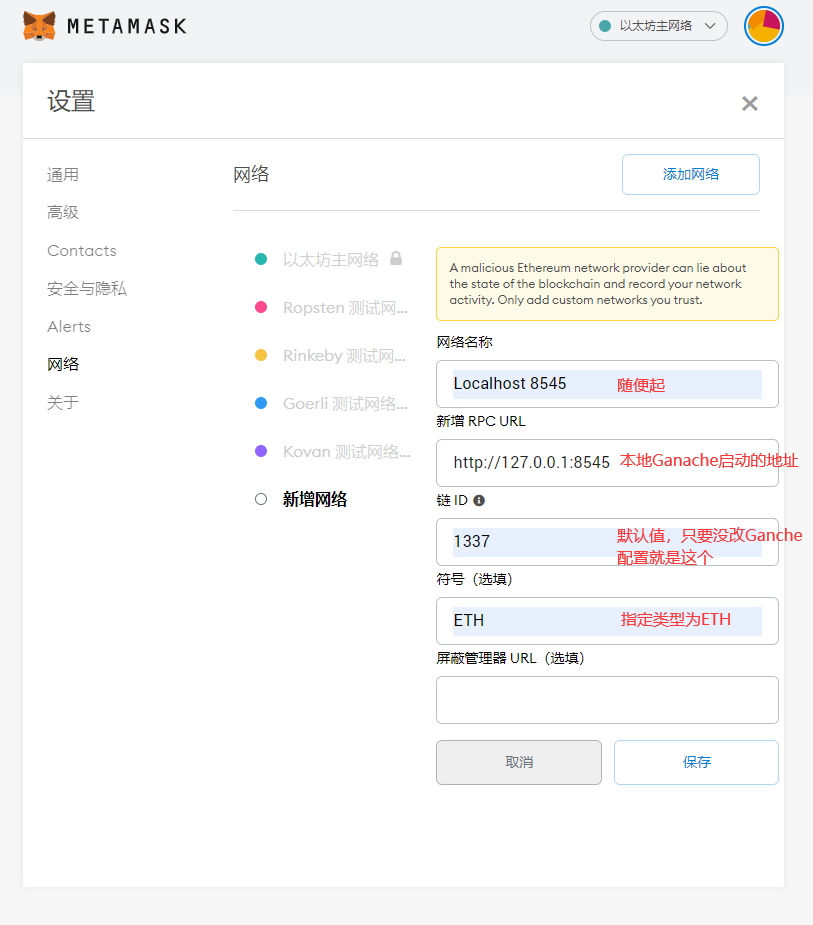 METAMASK
以太坊主网络
设置
通用
高级
Contacts
安全与隐私
Alerts
网络
关于
网络
添加网络
以太坊主网络
Ropsten 测试网...
Rinkeby 测试网...
Goerli 测试网络...
Kovan 测试网络...
新增网络
A malicious Ethereum network provider can lie about
the state of the blockchain and record your network
activity. Only add custom networks you trust.
网络名称
Localhost 8545 随便起
新增 RPC URL
http://127.0.0.1:8545 本地Ganache启动的地址
链 ID
1337 默认值，只要没改Ganche
配置就是这个
符号（选填）
ETH 指定类型为ETH
屏蔽管理器 URL（选填）
取消
保存